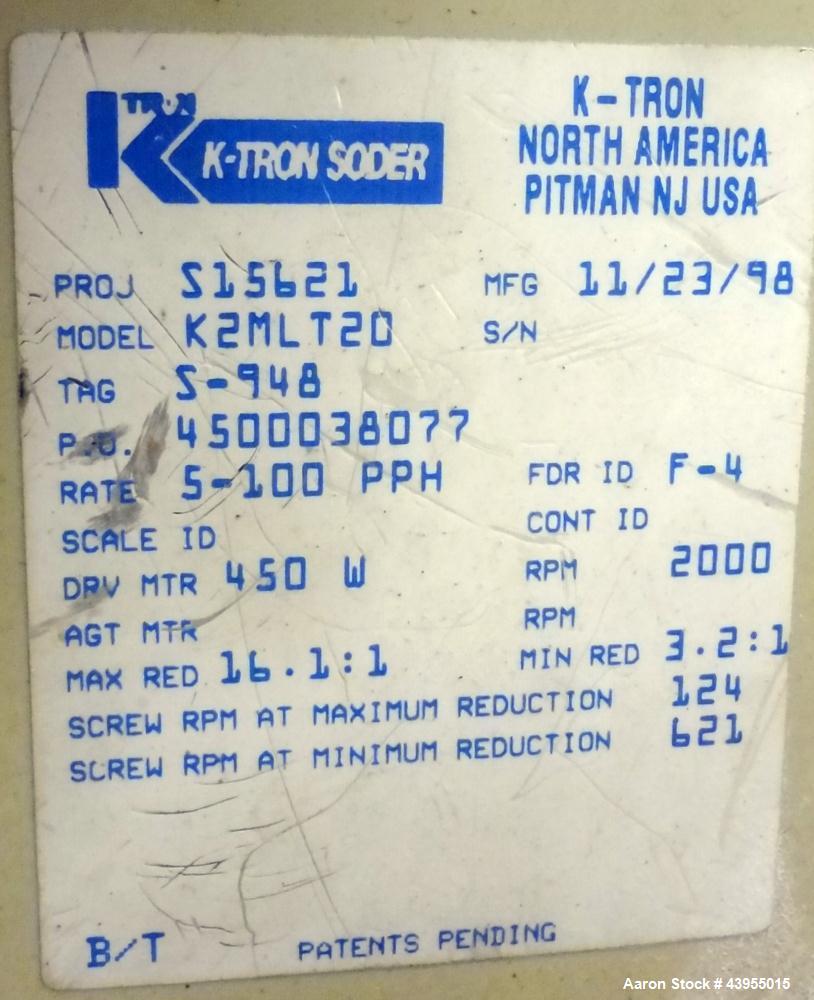 TRON
K-TRON SODER
K-TRON
NORTH AMERICA
PITMAN NJ USA
PROJ S15621 MFG 11/23/98
MODEL K2MLT20 S/N
TAG S-948
P.O. 4500038077
RATE 5-100 PPH FDR ID F-4
SCALE ID CONT ID
DRV MTR 450 W RPM 2000
AGT MTR RPM
MAX RED 16.1:1 MIN RED 3.2:1
SCREW RPM AT MAXIMUM REDUCTION 124
SCREW RPM AT MINIMUM REDUCTION 621
B/T PATENTS PENDING
Aaron Stock # 43955015